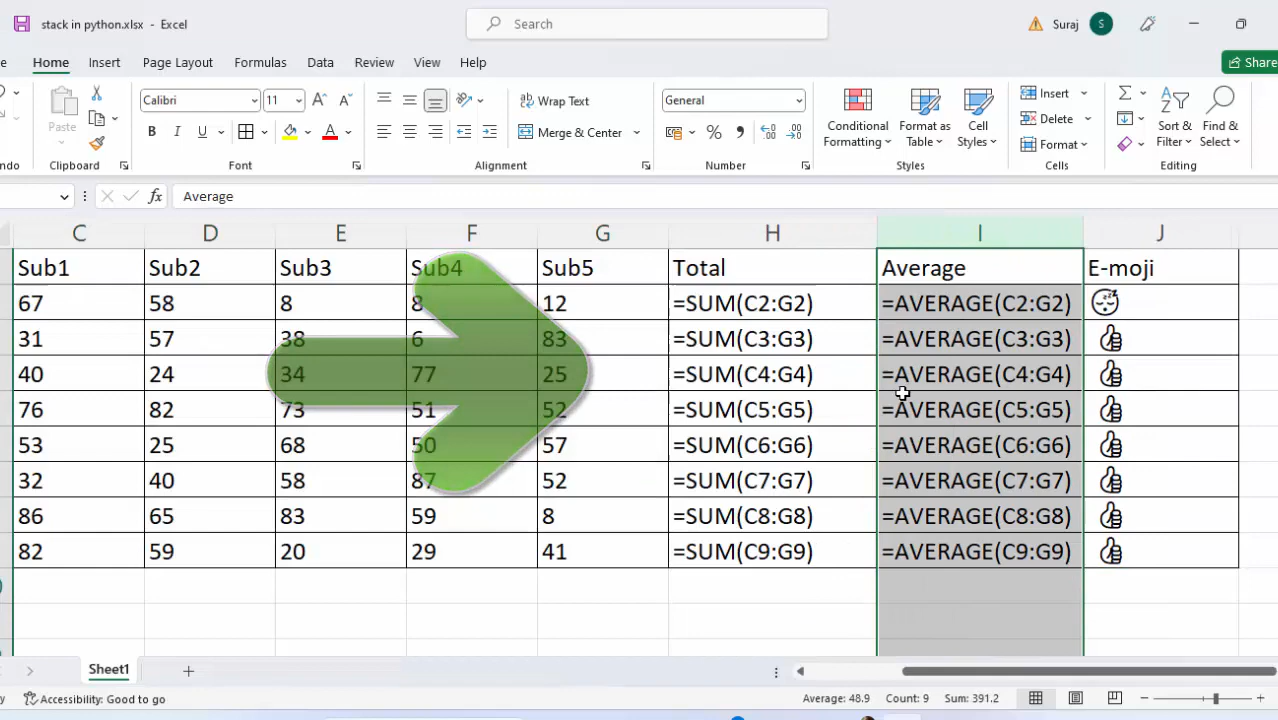 stack in python.xlsx - Excel
Search
Suraj
Home Insert Page Layout Formulas Data Review View Help
Share
Paste
Calibri 11
Wrap Text
Merge & Center
General
Conditional Formatting
Format as Table
Cell Styles
Insert
Delete
Format
Sort & Filter
Find & Select
Clipboard Font Alignment Number Styles Cells Editing
fx Average
C D E F G H I J
Sub1 Sub2 Sub3 Sub4 Sub5 Total Average E-moji
67 58 8 8 12 =SUM(C2:G2) =AVERAGE(C2:G2) 😴
31 57 38 6 83 =SUM(C3:G3) =AVERAGE(C3:G3) 👍
40 24 34 77 25 =SUM(C4:G4) =AVERAGE(C4:G4) 👍
76 82 73 51 52 =SUM(C5:G5) =AVERAGE(C5:G5) 👍
53 25 68 50 57 =SUM(C6:G6) =AVERAGE(C6:G6) 👍
32 40 58 87 52 =SUM(C7:G7) =AVERAGE(C7:G7) 👍
86 65 83 59 8 =SUM(C8:G8) =AVERAGE(C8:G8) 👍
82 59 20 29 41 =SUM(C9:G9) =AVERAGE(C9:G9) 👍
Sheet1
Accessibility: Good to go Average: 48.9 Count: 9 Sum: 391.2